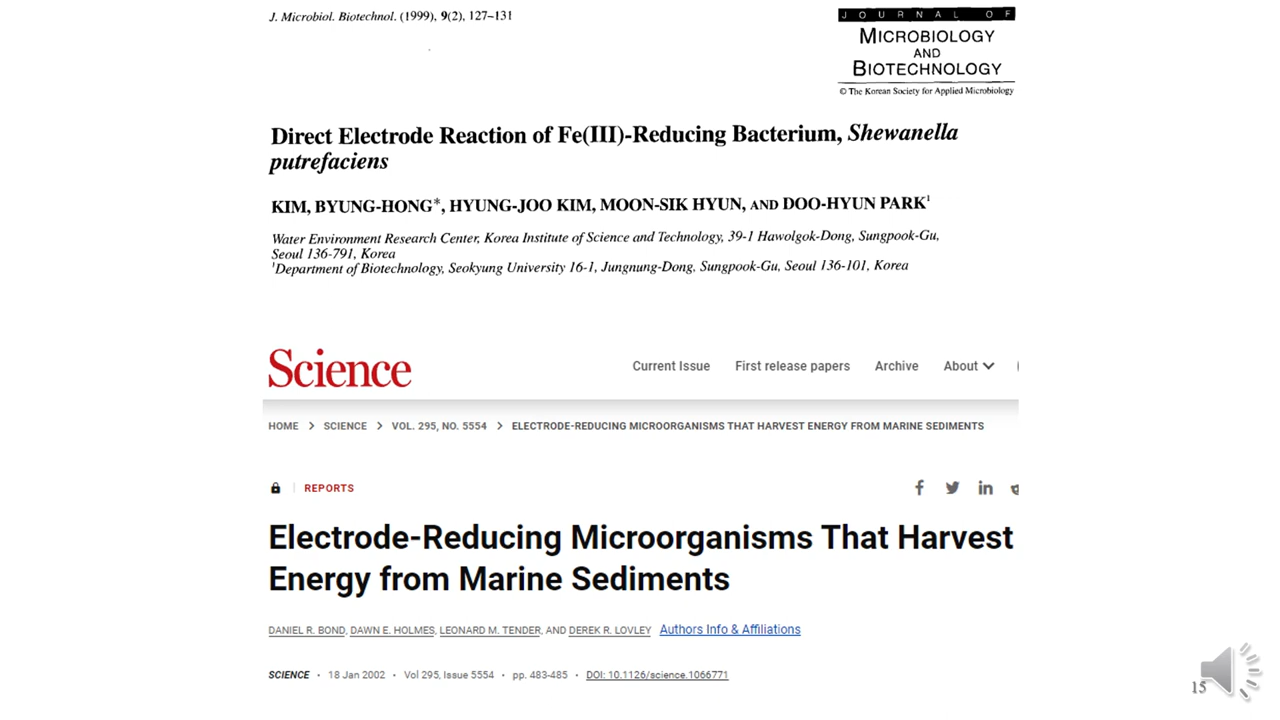 J. Microbiol. Biotechnol. (1999), 9(2), 127–131
JOURNAL OF
MICROBIOLOGY
AND
BIOTECHNOLOGY
© The Korean Society for Applied Microbiology
Direct Electrode Reaction of Fe(III)-Reducing Bacterium, Shewanella
putrefaciens
KIM, BYUNG-HONG*, HYUNG-JOO KIM, MOON-SIK HYUN, AND DOO-HYUN PARK¹
Water Environment Research Center, Korea Institute of Science and Technology, 39-1 Hawolgok-Dong, Sungpook-Gu,
Seoul 136-791, Korea
¹Department of Biotechnology, Seokyung University 16-1, Jungnung-Dong, Sungpook-Gu, Seoul 136-101, Korea
Science
Current Issue First release papers Archive About
HOME > SCIENCE > VOL. 295, NO. 5554 > ELECTRODE-REDUCING MICROORGANISMS THAT HARVEST ENERGY FROM MARINE SEDIMENTS
REPORTS
Electrode-Reducing Microorganisms That Harvest
Energy from Marine Sediments
DANIEL R. BOND, DAWN E. HOLMES, LEONARD M. TENDER, AND DEREK R. LOVLEY Authors Info & Affiliations
SCIENCE · 18 Jan 2002 · Vol 295, Issue 5554 · pp. 483-485 · DOI: 10.1126/science.1066771
15